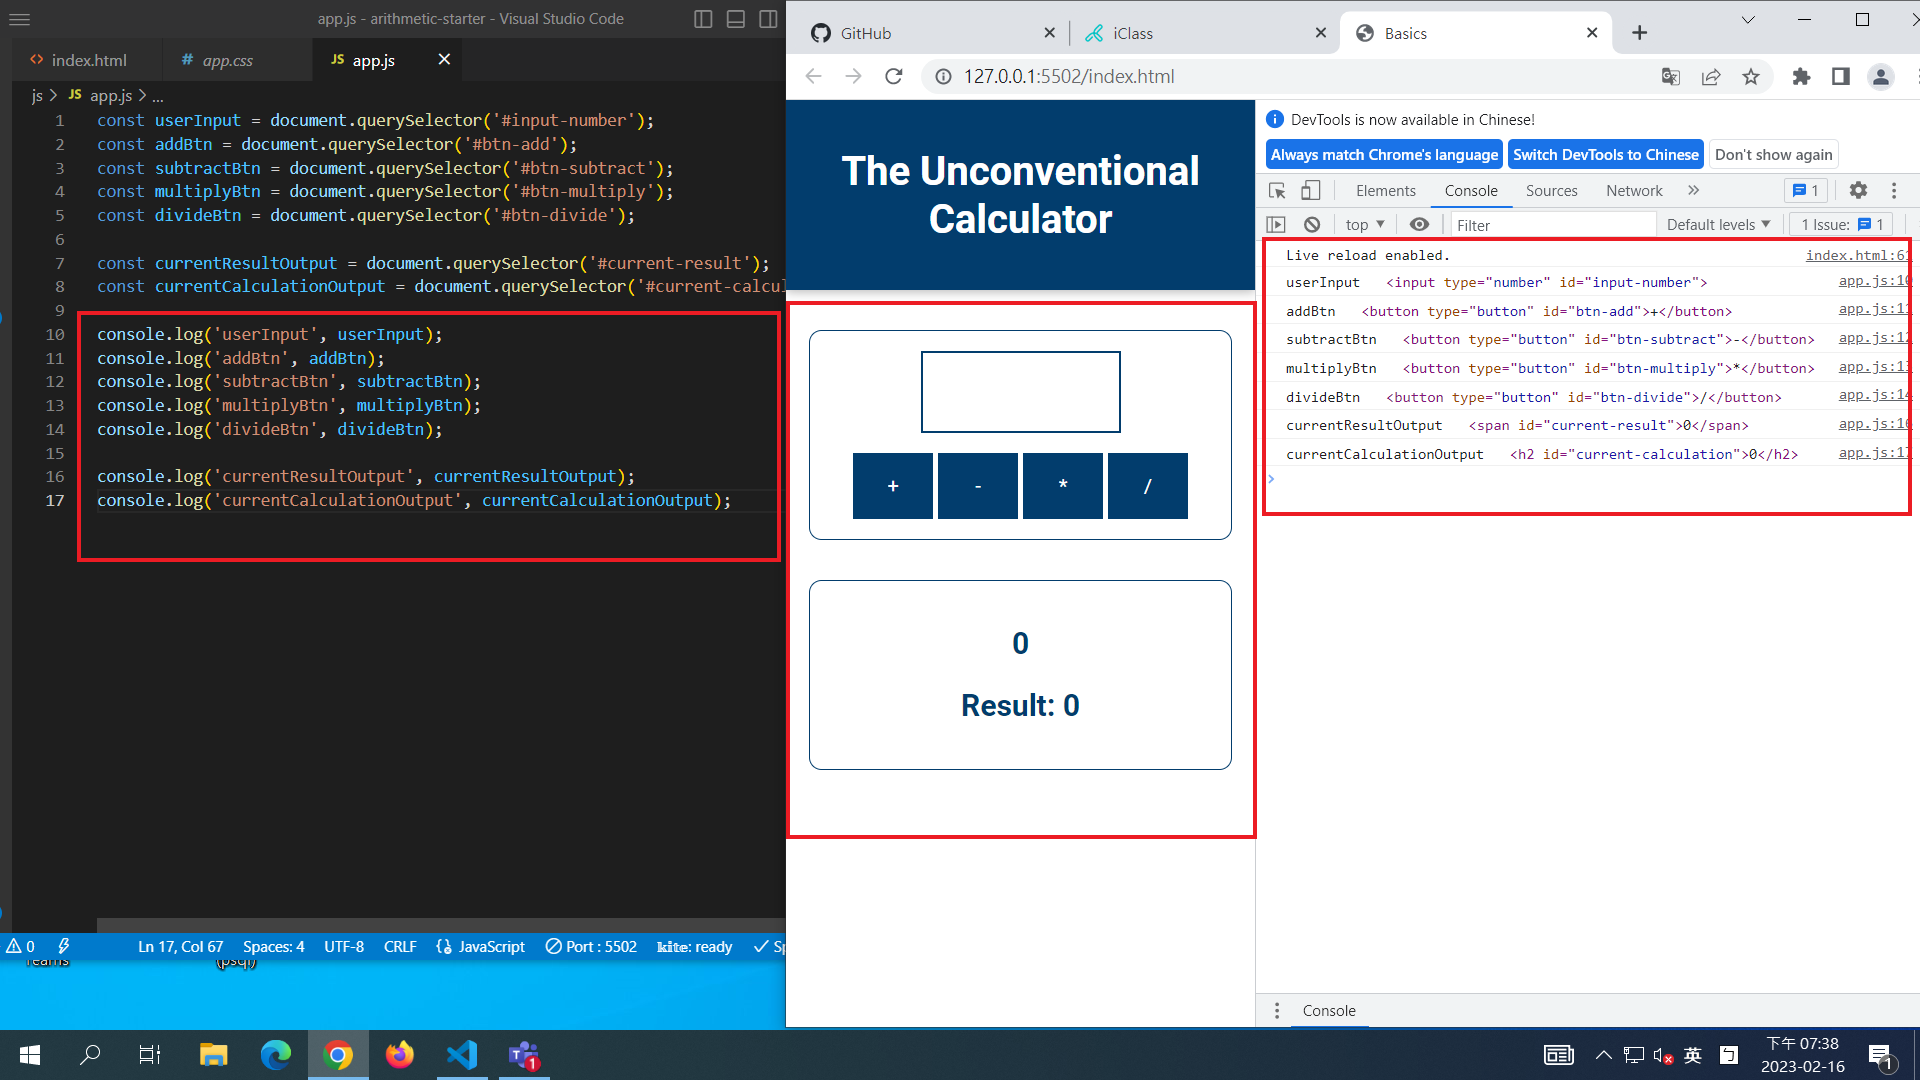 app.js - arithmetic-starter - Visual Studio Code
index.html
# app.css
JS app.js
js > JS app.js > ...
1 const userInput = document.querySelector('#input-number');
2 const addBtn = document.querySelector('#btn-add');
3 const subtractBtn = document.querySelector('#btn-subtract');
4 const multiplyBtn = document.querySelector('#btn-multiply');
5 const divideBtn = document.querySelector('#btn-divide');
6
7 const currentResultOutput = document.querySelector('#current-result');
8 const currentCalculationOutput = document.querySelector('#current-calcul
9
10 console.log('userInput', userInput);
11 console.log('addBtn', addBtn);
12 console.log('subtractBtn', subtractBtn);
13 console.log('multiplyBtn', multiplyBtn);
14 console.log('divideBtn', divideBtn);
15
16 console.log('currentResultOutput', currentResultOutput);
17 console.log('currentCalculationOutput', currentCalculationOutput);
0 Ln 17, Col 67 Spaces: 4 UTF-8 CRLF JavaScript Port : 5502 kite: ready Sp
Teams
(psql)
GitHub
iClass
Basics
127.0.0.1:5502/index.html
The Unconventional
Calculator
+ - * /
0
Result: 0
DevTools is now available in Chinese!
Always match Chrome's language Switch DevTools to Chinese Don't show again
Elements Console Sources Network » 1
top ▼ Filter Default levels ▼ 1 Issue: 1
Live reload enabled. index.html:61
userInput <input type="number" id="input-number"> app.js:10
addBtn <button type="button" id="btn-add">+</button> app.js:11
subtractBtn <button type="button" id="btn-subtract">-</button> app.js:12
multiplyBtn <button type="button" id="btn-multiply">*</button> app.js:13
divideBtn <button type="button" id="btn-divide">/</button> app.js:14
currentResultOutput <span id="current-result">0</span> app.js:16
currentCalculationOutput <h2 id="current-calculation">0</h2> app.js:17
>
Console
英
下午 07:38
2023-02-16
1
1